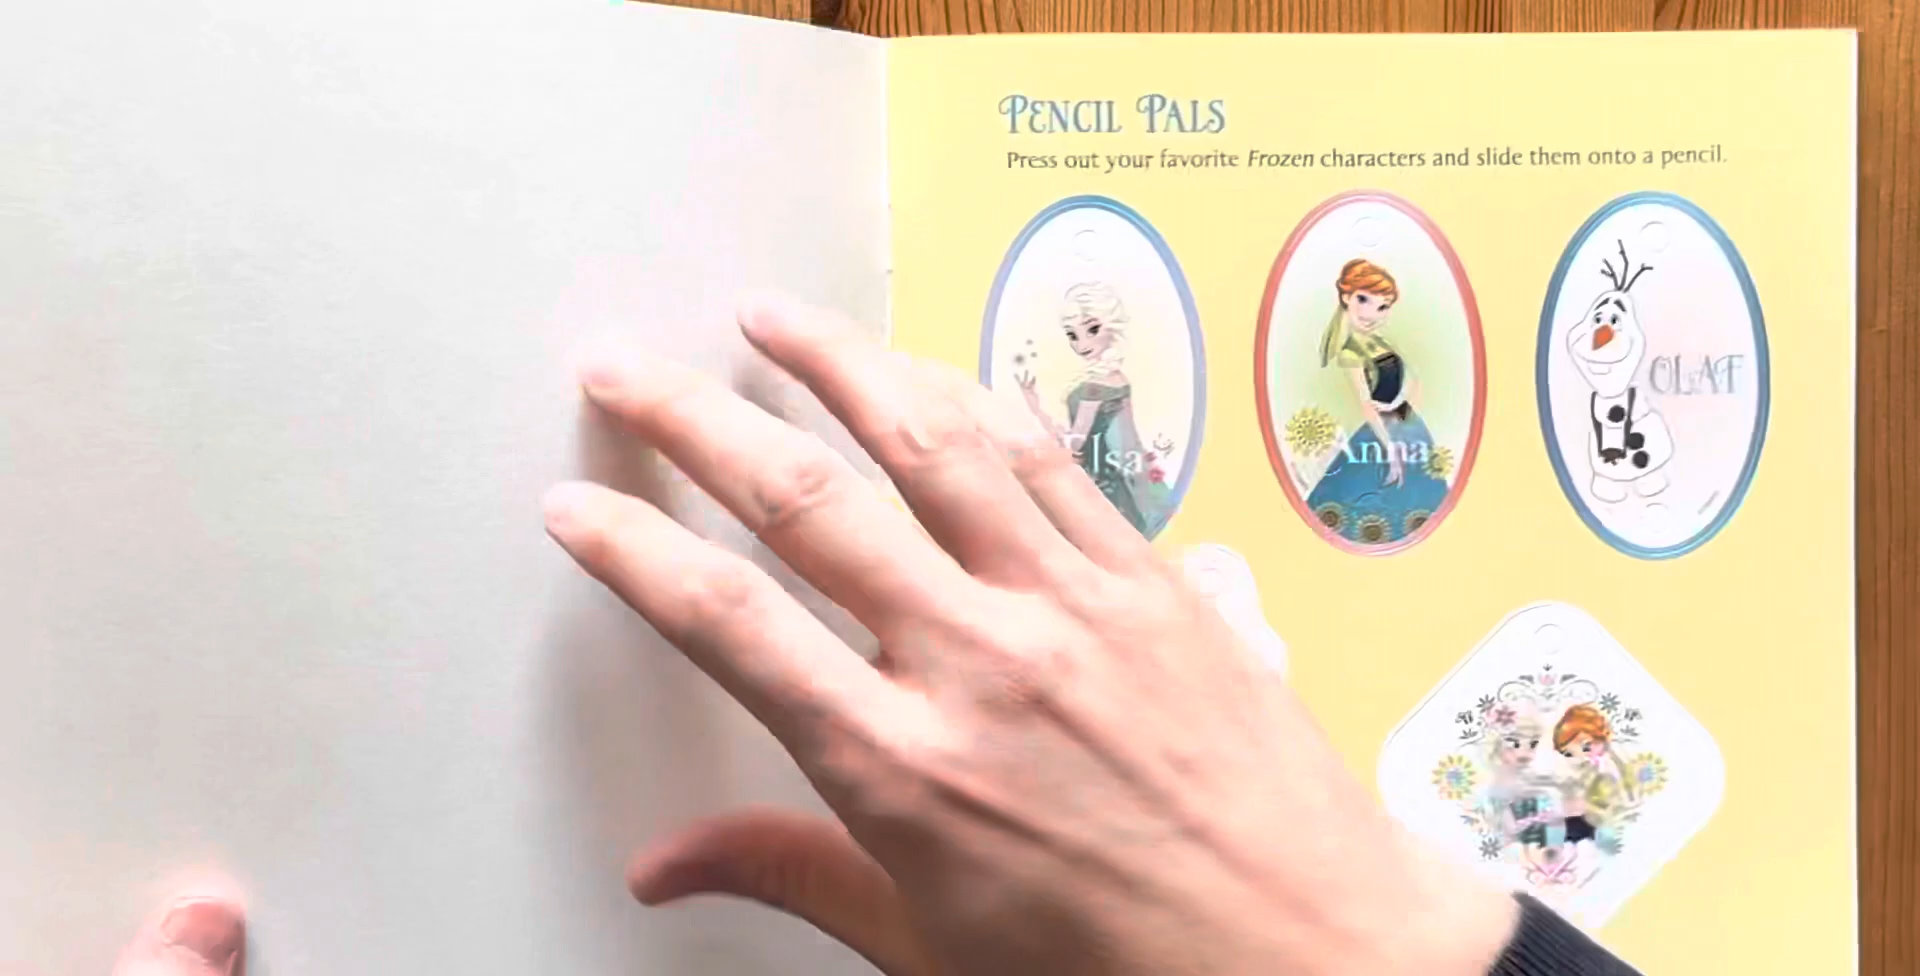 PENCIL PALS
Press out your favorite Frozen characters and slide them onto a pencil.
Elsa
Anna
OLAF